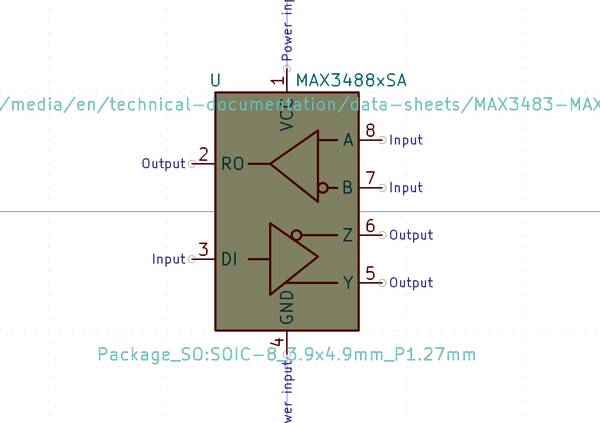 Power inp
1
U
MAX3488xSA
/media/en/technical-documentation/data-sheets/MAX3483-MAX
VCC
A
8
Input
Output
2
RO
B
7
Input
Z
6
Output
Input
3
DI
Y
5
Output
GND
4
Package_SO:SOIC-8_3.9x4.9mm_P1.27mm
wer input